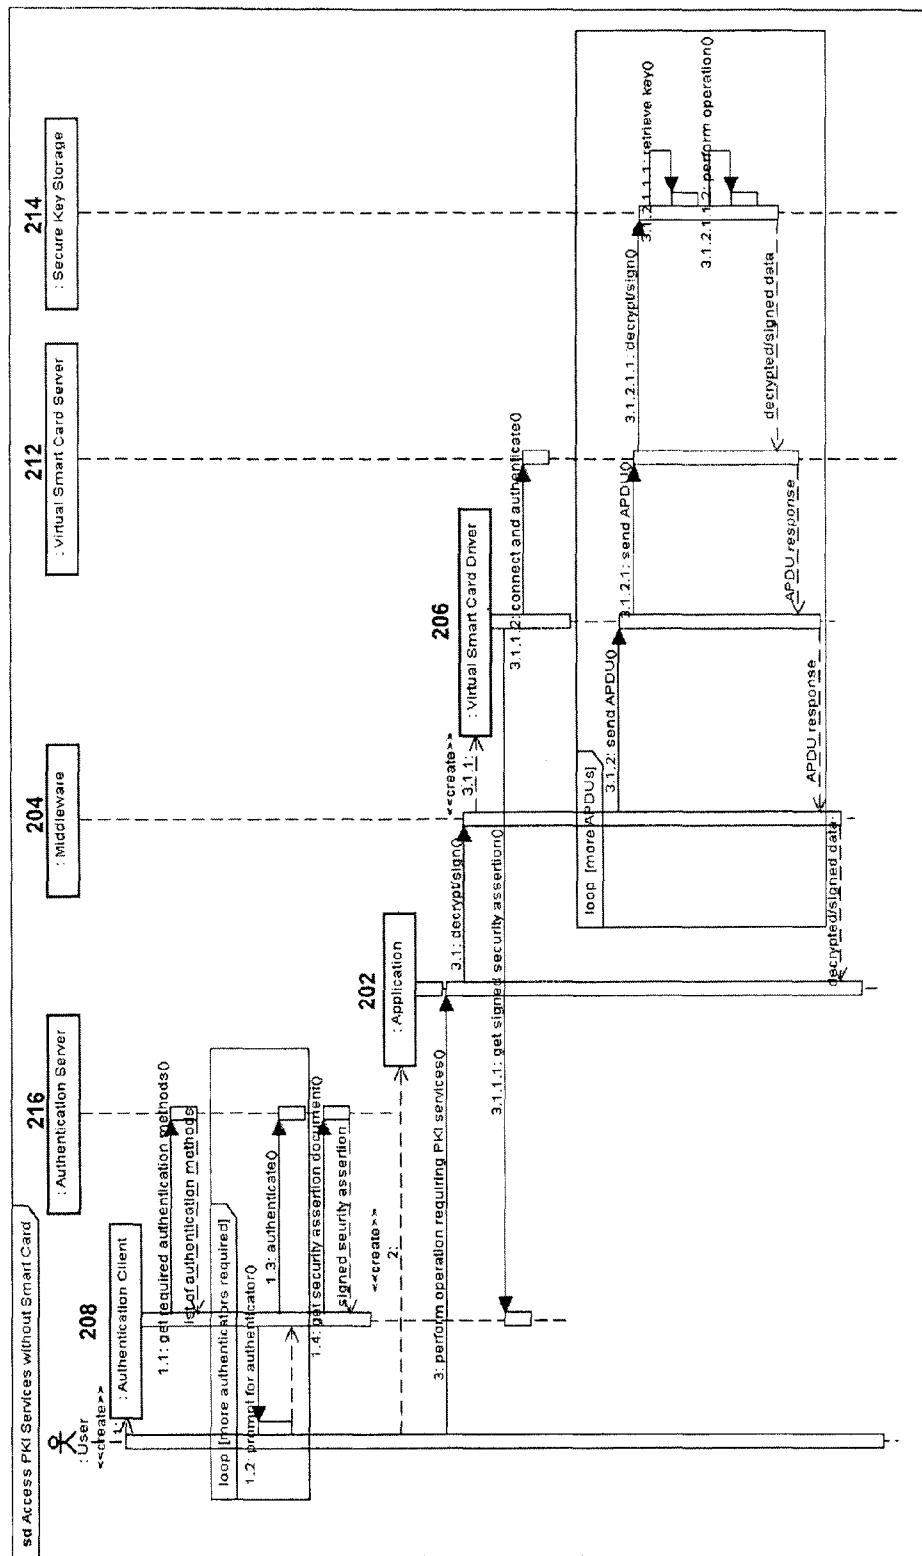 sd Access PKI Services without Smart Card
: User
<<create>>
1:
208
: Authentication Client
216
: Authentication Server
202
: Application
204
: Middleware
206
: Virtual Smart Card Driver
212
: Virtual Smart Card Server
214
: Secure Key Storage
1.1: get required authentication methods()
list of authentication methods
loop [more authenticators required]
1.2: prompt for authenticator()
1.3: authenticate()
1.4: get security assertion document()
signed seurity assertion
<<create>>
2:
3: perform operation requiring PKI services()
3.1: decrypt/sign()
<<create>>
3.1.1:
3.1.1.1: get signed security assertion()
3.1.1.2: connect and authenticate()
loop [more APDUs]
3.1.2: send APDU()
3.1.2.1: send APDU()
3.1.2.1.1: decrypt/sign()
3.1.2.1.1.1: retrieve key()
3.1.2.1.1.2: perform operation()
decrypted/signed data
APDU response
APDU response
decrypted/signed data